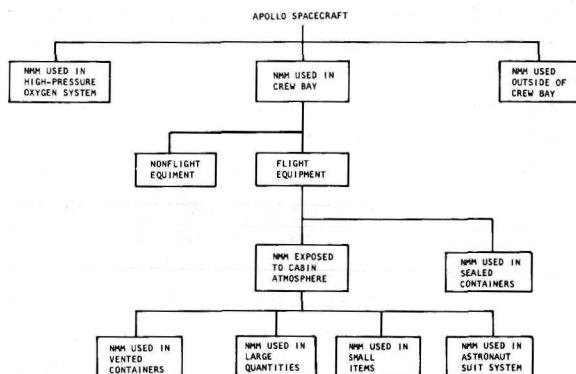 APOLLO SPACECRAFT
NMM USED IN
HIGH-PRESSURE
OXYGEN SYSTEM
NMM USED IN
CREW BAY
NMM USED
OUTSIDE OF
CREW BAY
NONFLIGHT
EQUIMENT
FLIGHT
EQUIPMENT
NMM EXPOSED
TO CABIN
ATMOSPHERE
NMM USED IN
SEALED
CONTAINERS
NMM USED IN
VENTED
CONTAINERS
NMM USED IN
LARGE
QUANTITIES
NMM USED IN
SMALL
ITEMS
NMM USED IN
ASTRONAUT
SUIT SYSTEM